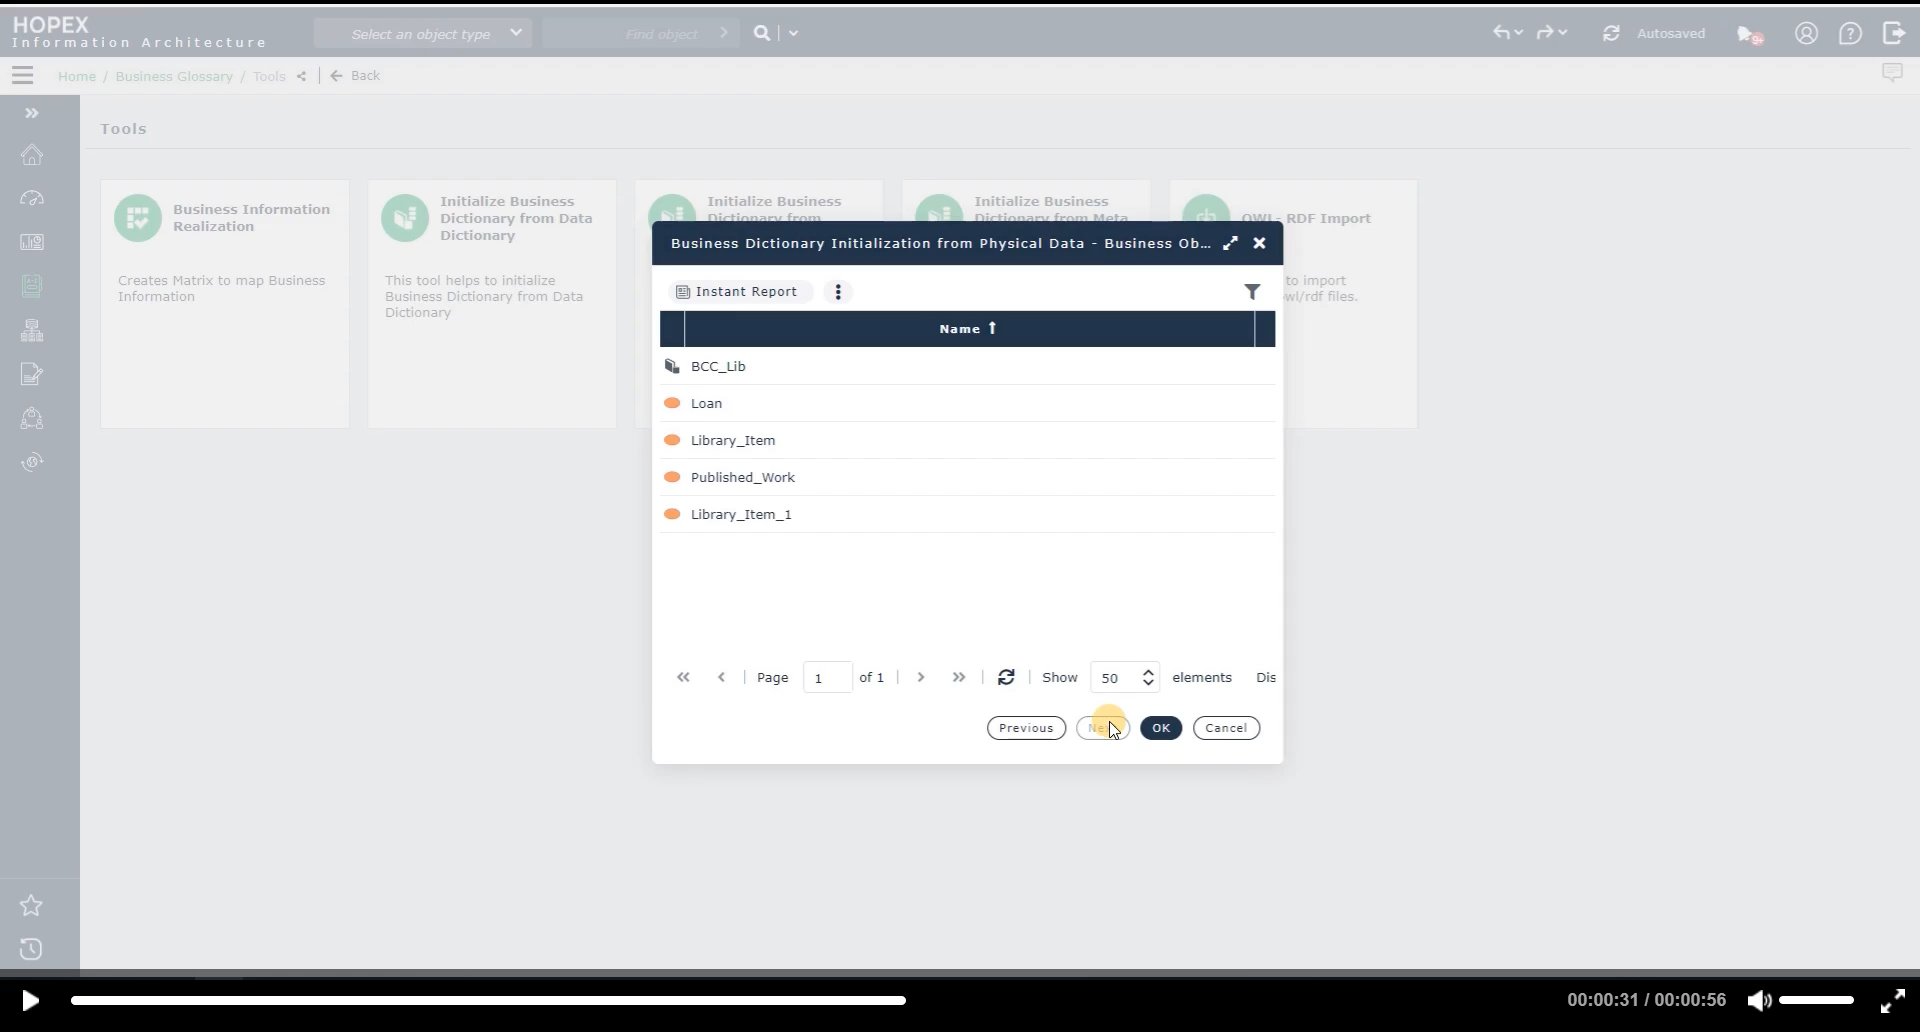 HOPEX
Information Architecture
Select an object type
Find object
Autosaved
9+
Home / Business Glossary / Tools
Back
Tools
Business Information
Realization
Creates Matrix to map Business
Information
Initialize Business
Dictionary from Data
Dictionary
This tool helps to initialize
Business Dictionary from Data
Dictionary
Initialize Business
Dictionary from
Initialize Business
Dictionary from Meta
OWL- RDF Import
to import
wl/rdf files.
Business Dictionary Initialization from Physical Data - Business Ob...
Instant Report
Name
BCC_Lib
Loan
Library_Item
Published_Work
Library_Item_1
Page 1 of 1
Show 50 elements Dis
Previous
OK
Cancel
00:00:31 / 00:00:56